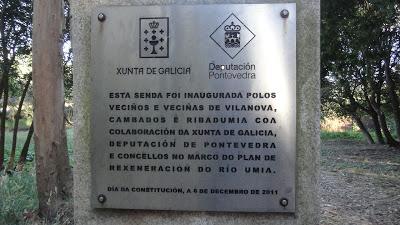 XUNTA DE GALICIA
Deputación
Pontevedra
ESTA SENDA FOI INAUGURADA POLOS
VECIÑOS E VECIÑAS DE VILANOVA,
CAMBADOS E RIBADUMIA COA
COLABORACIÓN DA XUNTA DE GALICIA,
DEPUTACIÓN DE PONTEVEDRA
E CONCELLOS NO MARCO DO PLAN DE
REXENERACIÓN DO RÍO UMIA.
DÍA DA CONSTITUCIÓN, A 6 DE DECEMBRO DE 2011